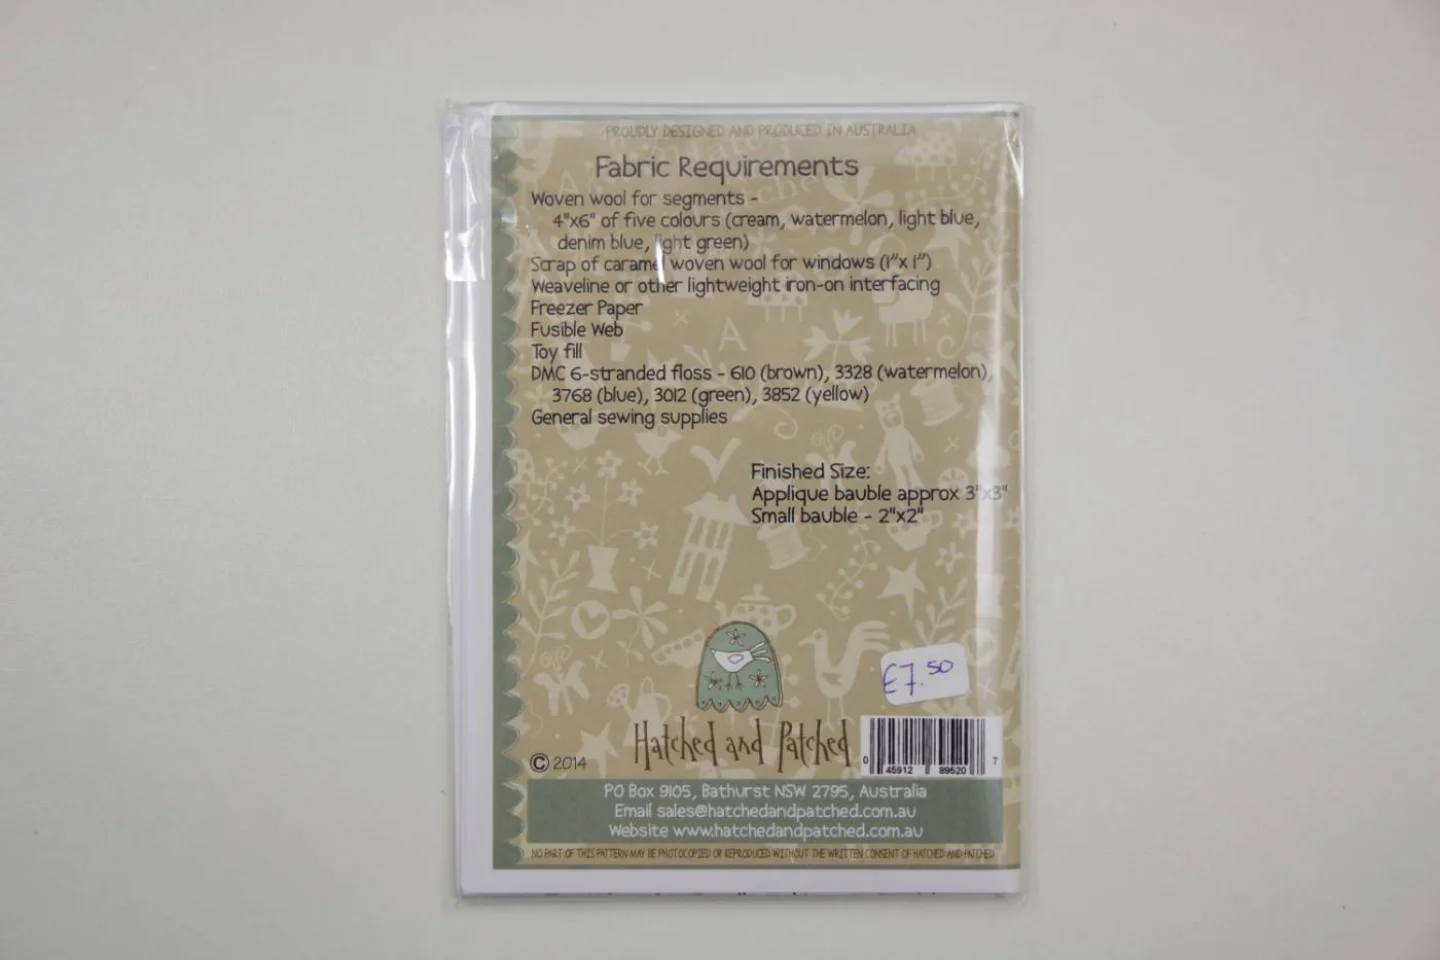 PROUDLY DESIGNED AND PRODUCED IN AUSTRALIA
Fabric Requirements
Woven wool for segments -
4"x6" of five colours (cream, watermelon, light blue,
denim blue, light green)
Scrap of caramel woven wool for windows (1"x 1")
Weaveline or other lightweight iron-on interfacing
Freezer Paper
Fusible Web
Toy fill
DMC 6-stranded floss - 610 (brown), 3328 (watermelon),
3768 (blue), 3012 (green), 3852 (yellow)
General sewing supplies
Finished Size:
Applique bauble approx 3"x3"
Small bauble - 2"x2"
£7.50
Hatched and Patched
© 2014
0 45912 89520 7
PO Box 9105, Bathurst NSW 2795, Australia
Email sales@hatchedandpatched.com.au
Website www.hatchedandpatched.com.au
NO PART OF THIS PATTERN MAY BE PHOTOCOPIED OR REPRODUCED WITHOUT THE WRITTEN CONSENT OF HATCHED AND PATCHED